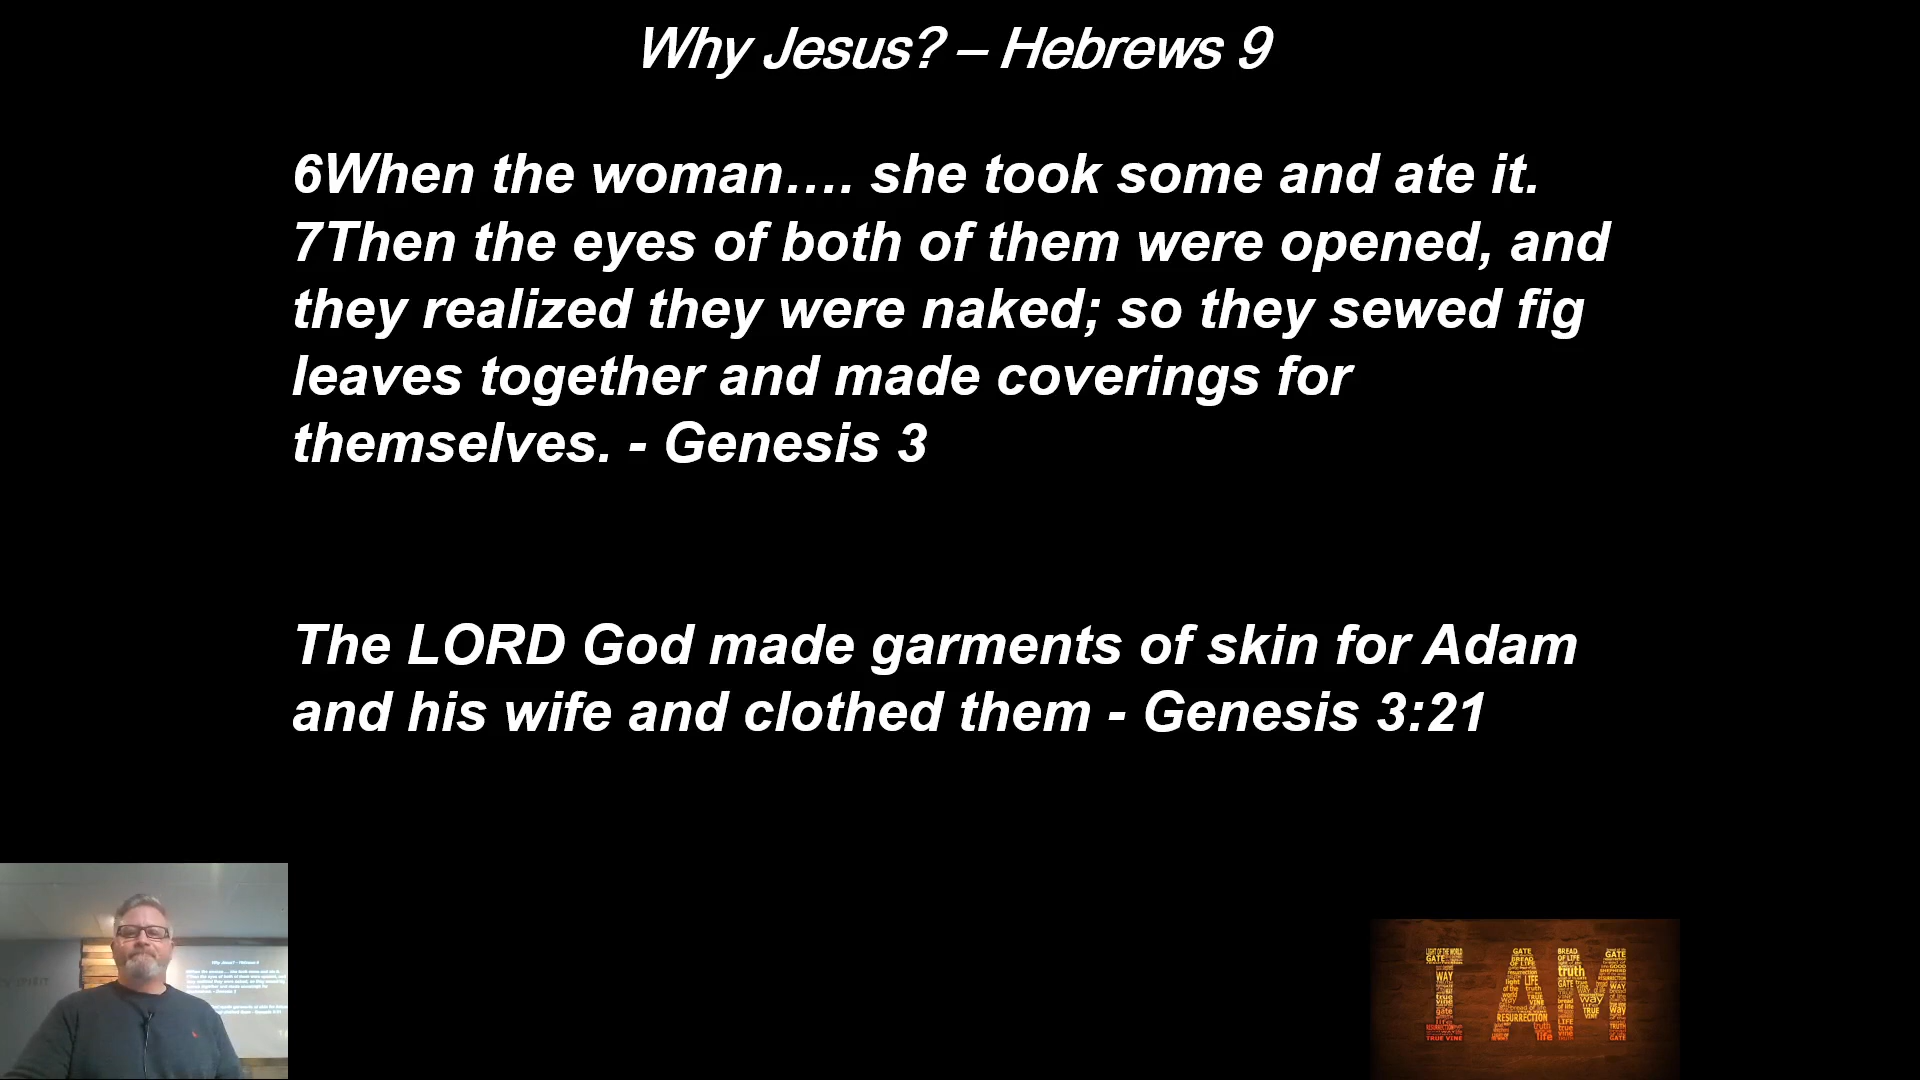 Why Jesus? – Hebrews 9
6When the woman…. she took some and ate it.
7Then the eyes of both of them were opened, and
they realized they were naked; so they sewed fig
leaves together and made coverings for
themselves. - Genesis 3
The LORD God made garments of skin for Adam
and his wife and clothed them - Genesis 3:21
I AM